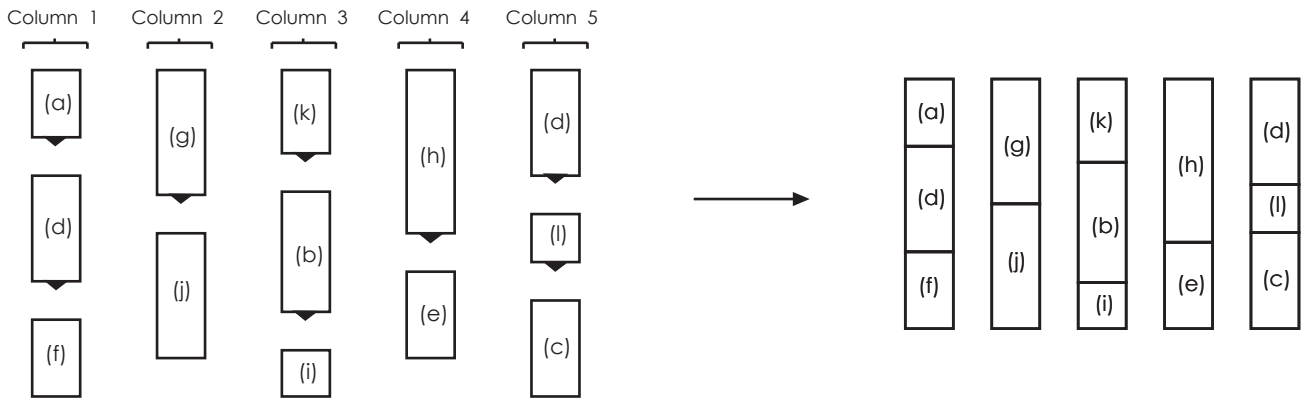 Column 1 Column 2 Column 3 Column 4 Column 5
(a) (g) (k) (h) (d)
(d) (j) (b) (e) (l)
(f) (i) (c)
(a) (g) (k) (h) (d)
(d) (j) (b) (e) (l)
(f) (i) (c)